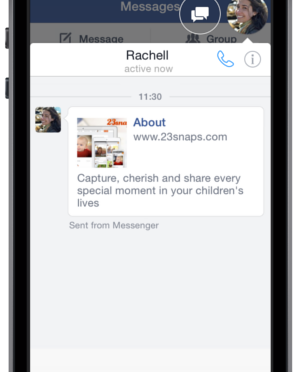 Messages
Message
Group
Rachell
active now
11:30
About
www.23snaps.com
Capture, cherish and share every
special moment in your children's
lives
Sent from Messenger